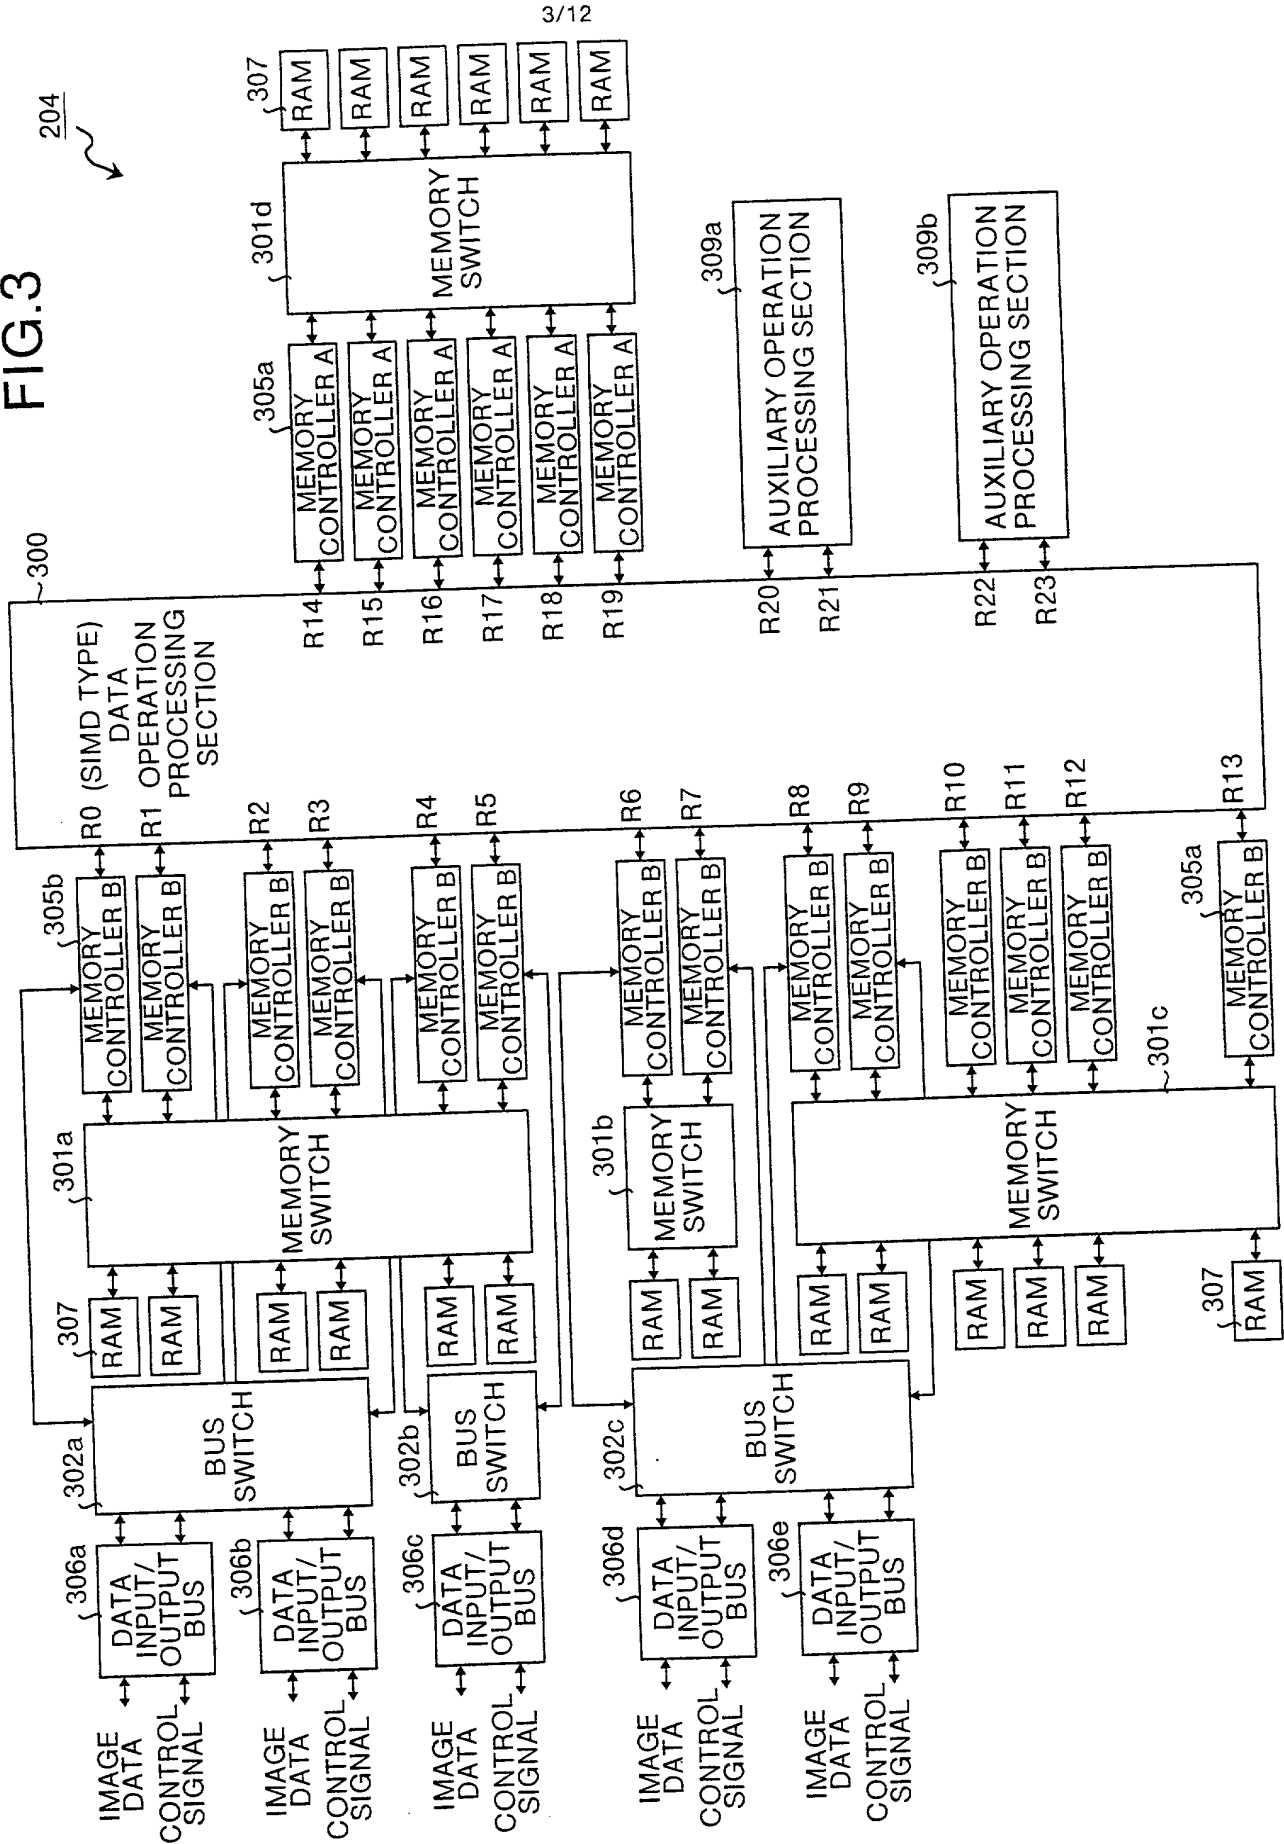 3/12
FIG.3
204
300
(SIMD TYPE)
DATA
OPERATION
PROCESSING
SECTION
R0
R1
R2
R3
R4
R5
R6
R7
R8
R9
R10
R11
R12
R13
R14
R15
R16
R17
R18
R19
R20
R21
R22
R23
305b
MEMORY
CONTROLLER B
MEMORY
CONTROLLER B
MEMORY
CONTROLLER B
MEMORY
CONTROLLER B
MEMORY
CONTROLLER B
MEMORY
CONTROLLER B
MEMORY
CONTROLLER B
MEMORY
CONTROLLER B
MEMORY
CONTROLLER B
MEMORY
CONTROLLER B
MEMORY
CONTROLLER B
MEMORY
CONTROLLER B
MEMORY
CONTROLLER B
305a
MEMORY
CONTROLLER B
301a
MEMORY
SWITCH
301b
MEMORY
SWITCH
301c
MEMORY
SWITCH
307
RAM
RAM
RAM
RAM
RAM
RAM
RAM
RAM
RAM
RAM
RAM
RAM
RAM
307
RAM
302a
BUS
SWITCH
302b
BUS
SWITCH
302c
BUS
SWITCH
306a
DATA
INPUT/
OUTPUT
BUS
306b
DATA
INPUT/
OUTPUT
BUS
306c
DATA
INPUT/
OUTPUT
BUS
306d
DATA
INPUT/
OUTPUT
BUS
306e
DATA
INPUT/
OUTPUT
BUS
IMAGE
DATA
CONTROL
SIGNAL
IMAGE
DATA
CONTROL
SIGNAL
IMAGE
DATA
CONTROL
SIGNAL
IMAGE
DATA
CONTROL
SIGNAL
IMAGE
DATA
CONTROL
SIGNAL
305a
MEMORY
CONTROLLER A
MEMORY
CONTROLLER A
MEMORY
CONTROLLER A
MEMORY
CONTROLLER A
MEMORY
CONTROLLER A
MEMORY
CONTROLLER A
301d
MEMORY
SWITCH
307
RAM
RAM
RAM
RAM
RAM
RAM
309a
AUXILIARY OPERATION
PROCESSING SECTION
309b
AUXILIARY OPERATION
PROCESSING SECTION